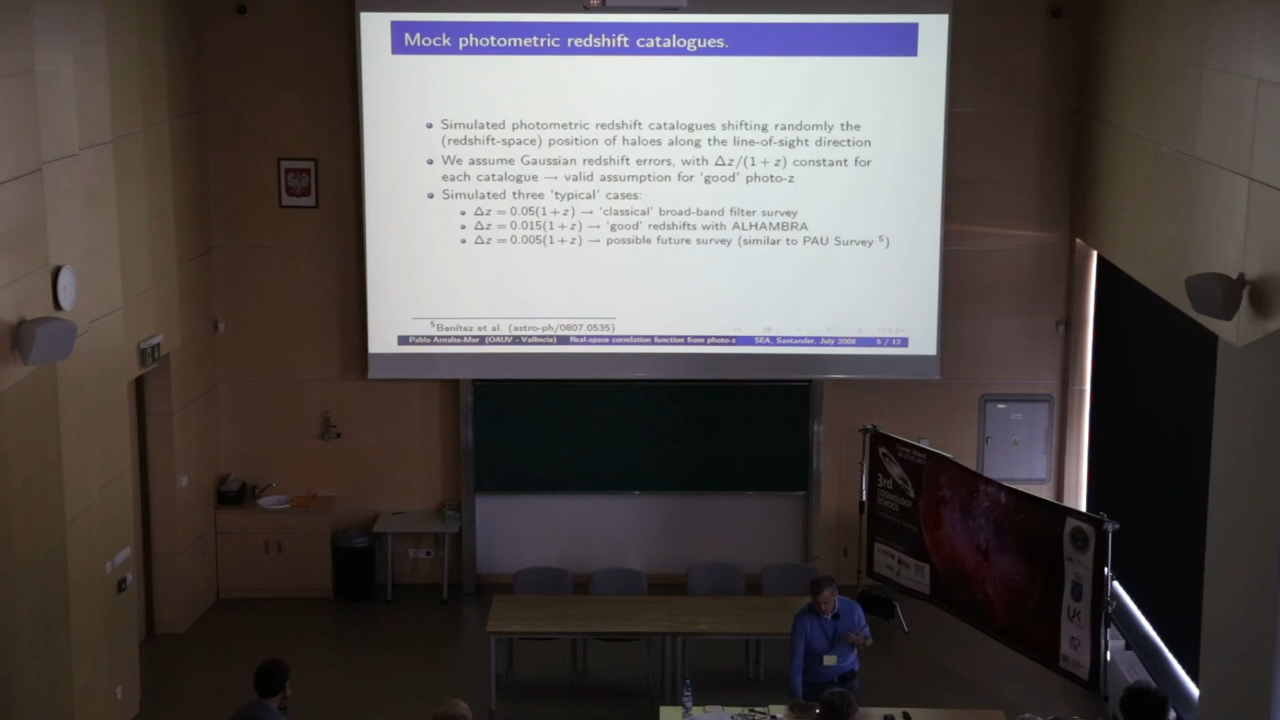 Mock photometric redshift catalogues.
Simulated photometric redshift catalogues shifting randomly the
(redshift-space) position of haloes along the line-of-sight direction
We assume Gaussian redshift errors, with Δz/(1+z) constant for
each catalogue → valid assumption for 'good' photo-z
Simulated three 'typical' cases:
Δz = 0.05(1+z) → 'classical' broad-band filter survey
Δz = 0.015(1+z) → 'good' redshifts with ALHAMBRA
Δz = 0.005(1+z) → possible future survey (similar to PAU Survey ⁵)
⁵Benítez et al. (astro-ph/0807.0535)
Pablo Arnalte-Mur (OAUV - València) Real-space correlation function from photo-z SEA, Santander, July 2008 5 / 17
3rd
COSMOLOGY
SCHOOL